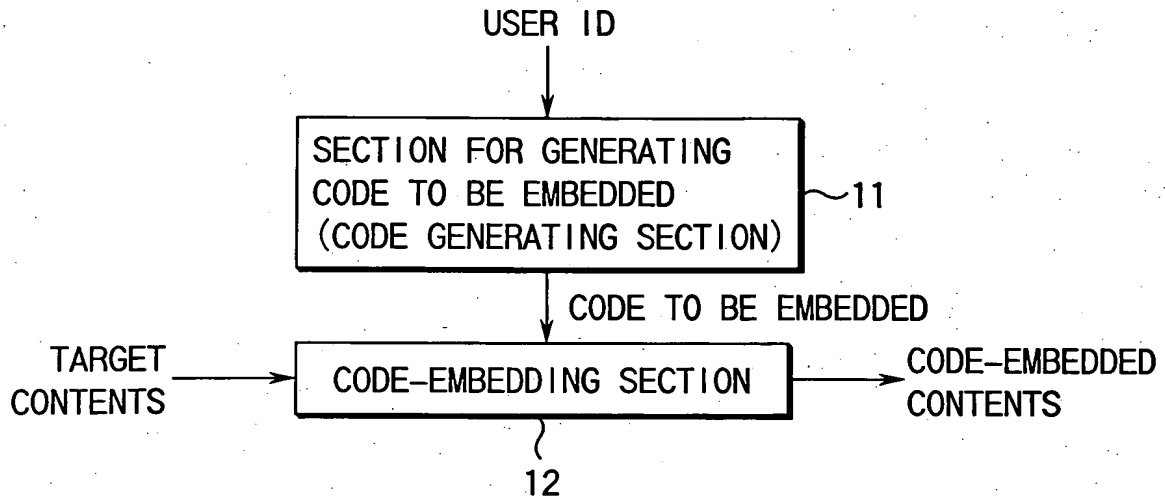 USER ID
SECTION FOR GENERATING
CODE TO BE EMBEDDED
(CODE GENERATING SECTION)
11
CODE TO BE EMBEDDED
TARGET
CONTENTS
CODE-EMBEDDING SECTION
CODE-EMBEDDED
CONTENTS
12